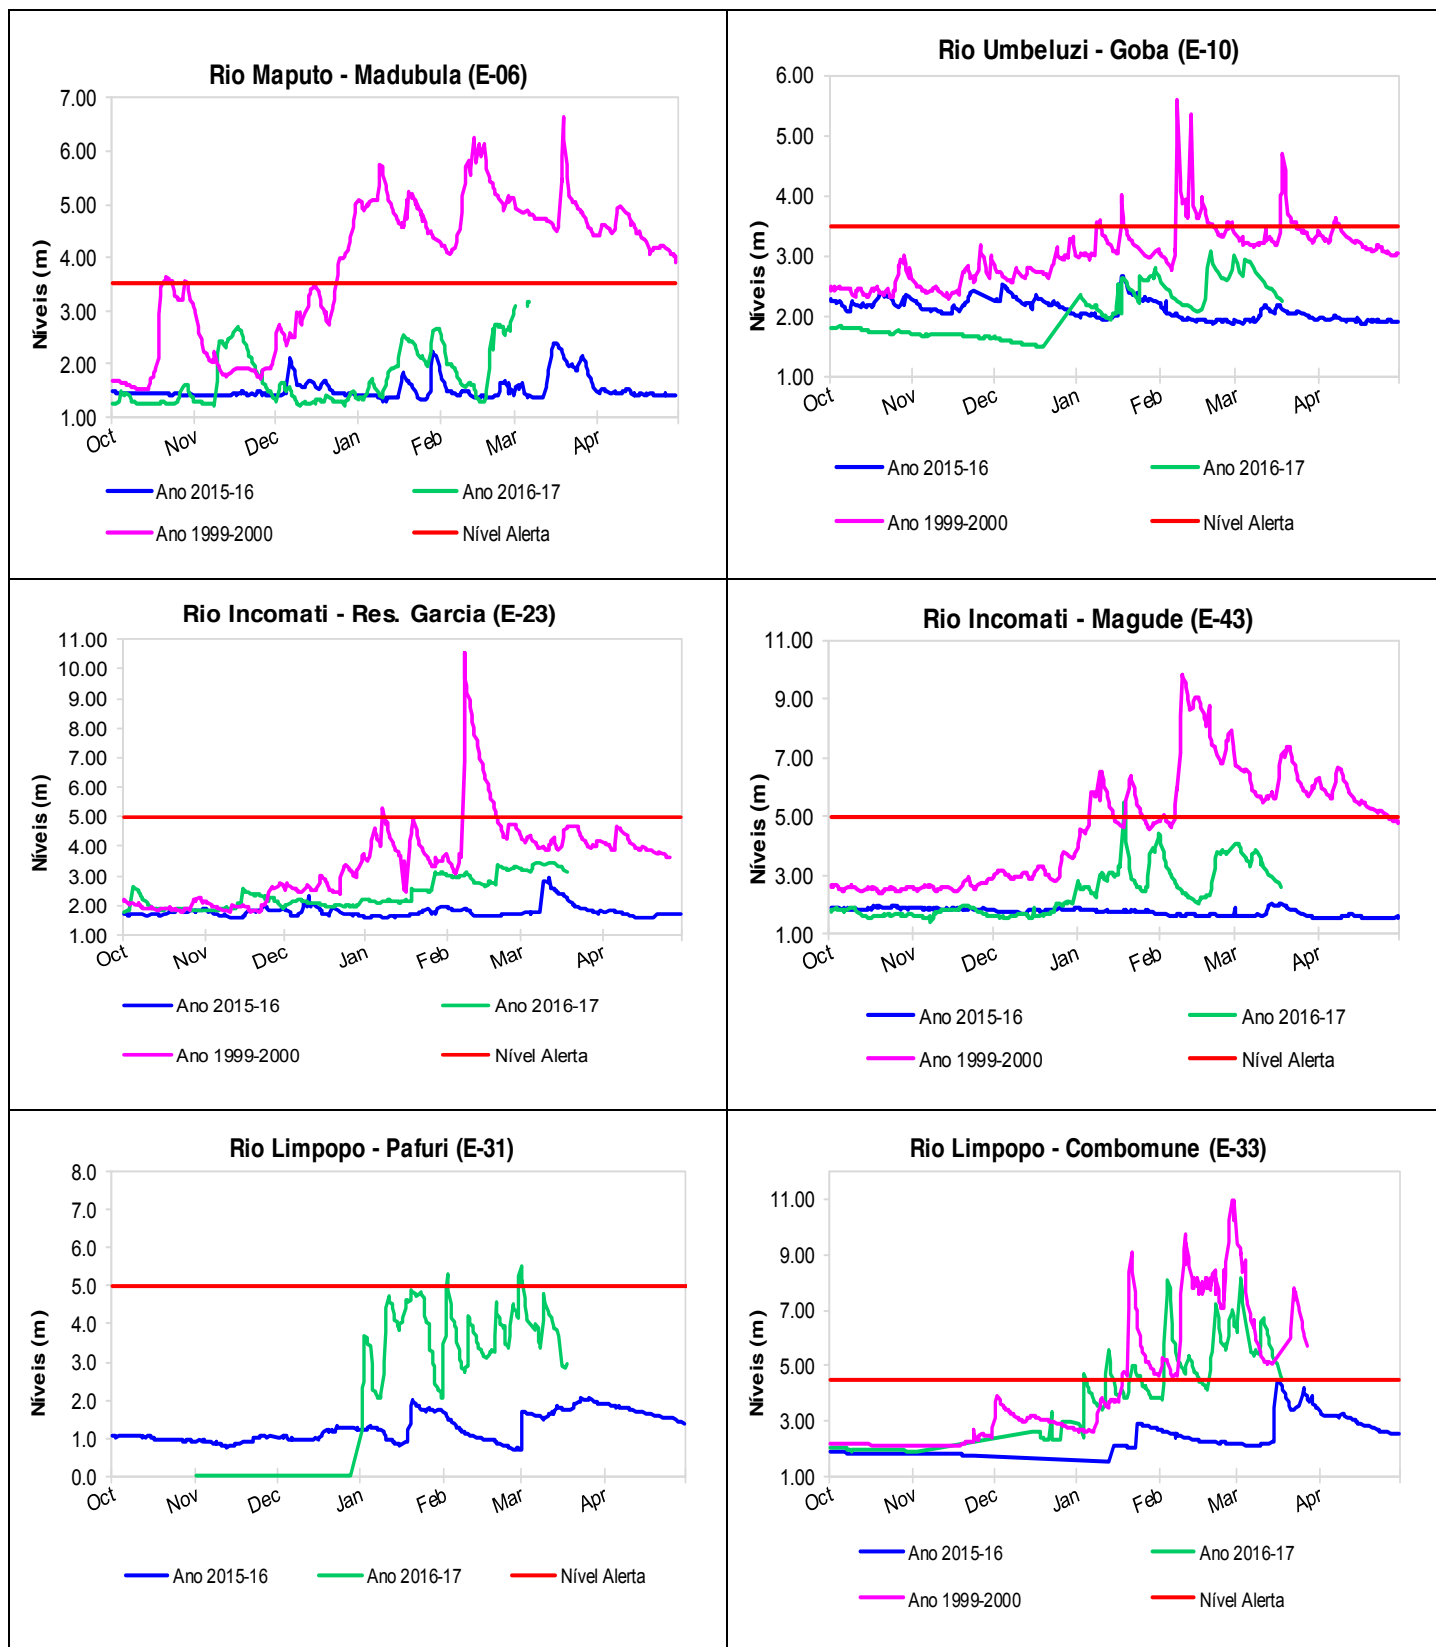 Rio Maputo - Madubula (E-06)
Níveis (m)
7.00
6.00
5.00
4.00
3.00
2.00
1.00
Oct Nov Dec Jan Feb Mar Apr
Ano 2015-16 Ano 2016-17
Ano 1999-2000 Nível Alerta
Rio Umbeluzi - Goba (E-10)
Níveis (m)
6.00
5.00
4.00
3.00
2.00
1.00
Oct Nov Dec Jan Feb Mar Apr
Ano 2015-16 Ano 2016-17
Ano 1999-2000 Nível Alerta
Rio Incomati - Res. Garcia (E-23)
Níveis (m)
11.00
10.00
9.00
8.00
7.00
6.00
5.00
4.00
3.00
2.00
1.00
Oct Nov Dec Jan Feb Mar Apr
Ano 2015-16 Ano 2016-17
Ano 1999-2000 Nível Alerta
Rio Incomati - Magude (E-43)
Níveis (m)
11.00
9.00
7.00
5.00
3.00
1.00
Oct Nov Dec Jan Feb Mar Apr
Ano 2015-16 Ano 2016-17
Ano 1999-2000 Nível Alerta
Rio Limpopo - Pafuri (E-31)
Níveis (m)
8.0
7.0
6.0
5.0
4.0
3.0
2.0
1.0
0.0
Oct Nov Dec Jan Feb Mar Apr
Ano 2015-16 Ano 2016-17 Nível Alerta
Rio Limpopo - Combomune (E-33)
Níveis (m)
11.00
9.00
7.00
5.00
3.00
1.00
Oct Nov Dec Jan Feb Mar Apr
Ano 2015-16 Ano 2016-17
Ano 1999-2000 Nível Alerta